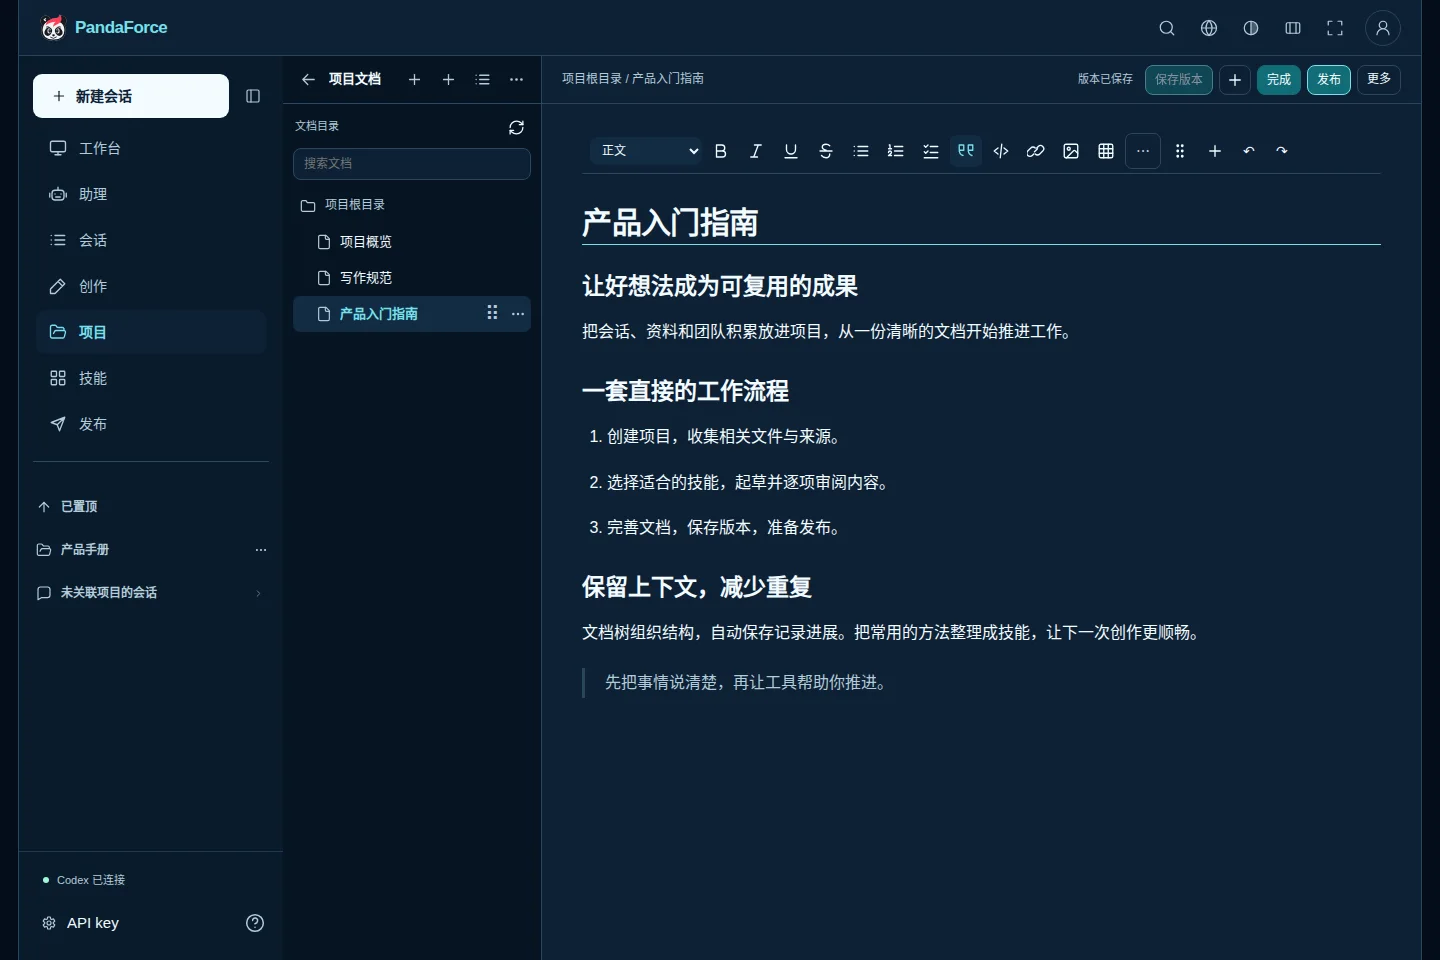 PandaForce
新建会话
工作台
助理
会话
创作
项目
技能
发布
已置顶
产品手册
未关联项目的会话
Codex 已连接
API key
项目文档
文档目录
搜索文档
项目根目录
项目概览
写作规范
产品入门指南
项目根目录 / 产品入门指南
版本已保存 保存版本 完成 发布 更多
正文
产品入门指南
让好想法成为可复用的成果
把会话、资料和团队积累放进项目，从一份清晰的文档开始推进工作。
一套直接的工作流程
1. 创建项目，收集相关文件与来源。
2. 选择适合的技能，起草并逐项审阅内容。
3. 完善文档，保存版本，准备发布。
保留上下文，减少重复
文档树组织结构，自动保存记录进展。把常用的方法整理成技能，让下一次创作更顺畅。
先把事情说清楚，再让工具帮助你推进。